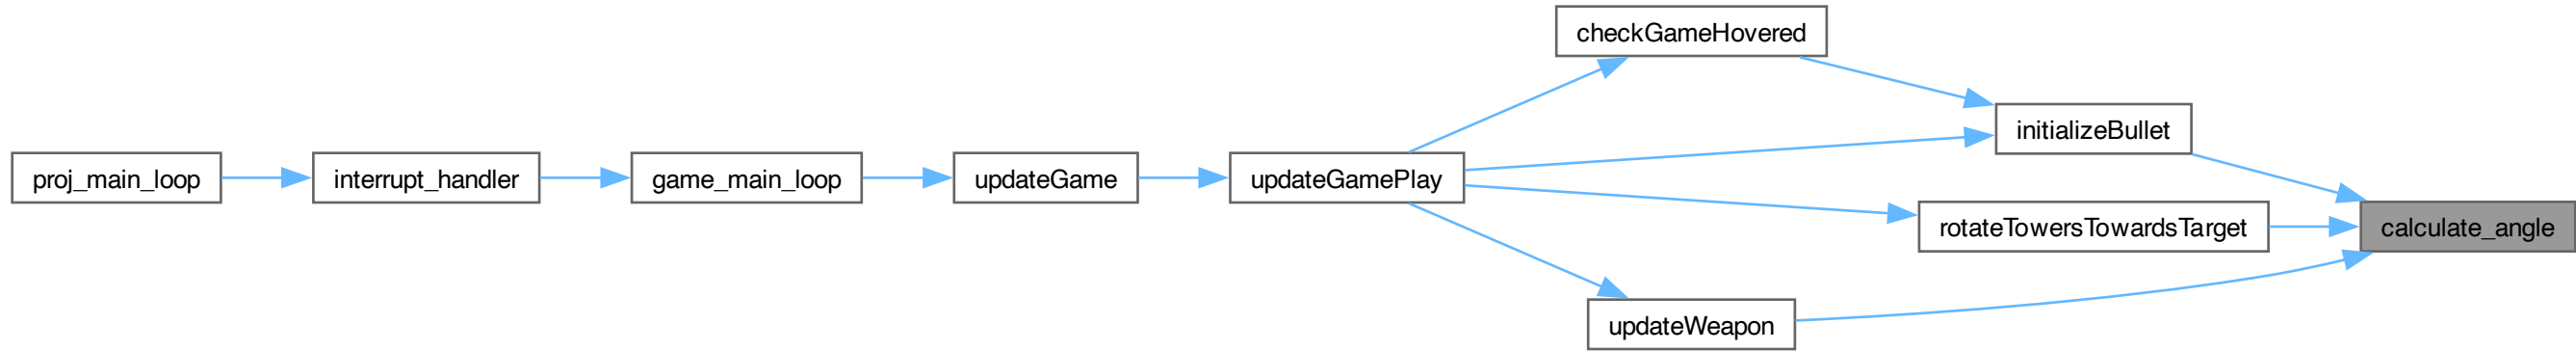 checkGameHovered
initializeBullet
proj_main_loop
interrupt_handler
game_main_loop
updateGame
updateGamePlay
rotateTowersTowardsTarget
calculate_angle
updateWeapon